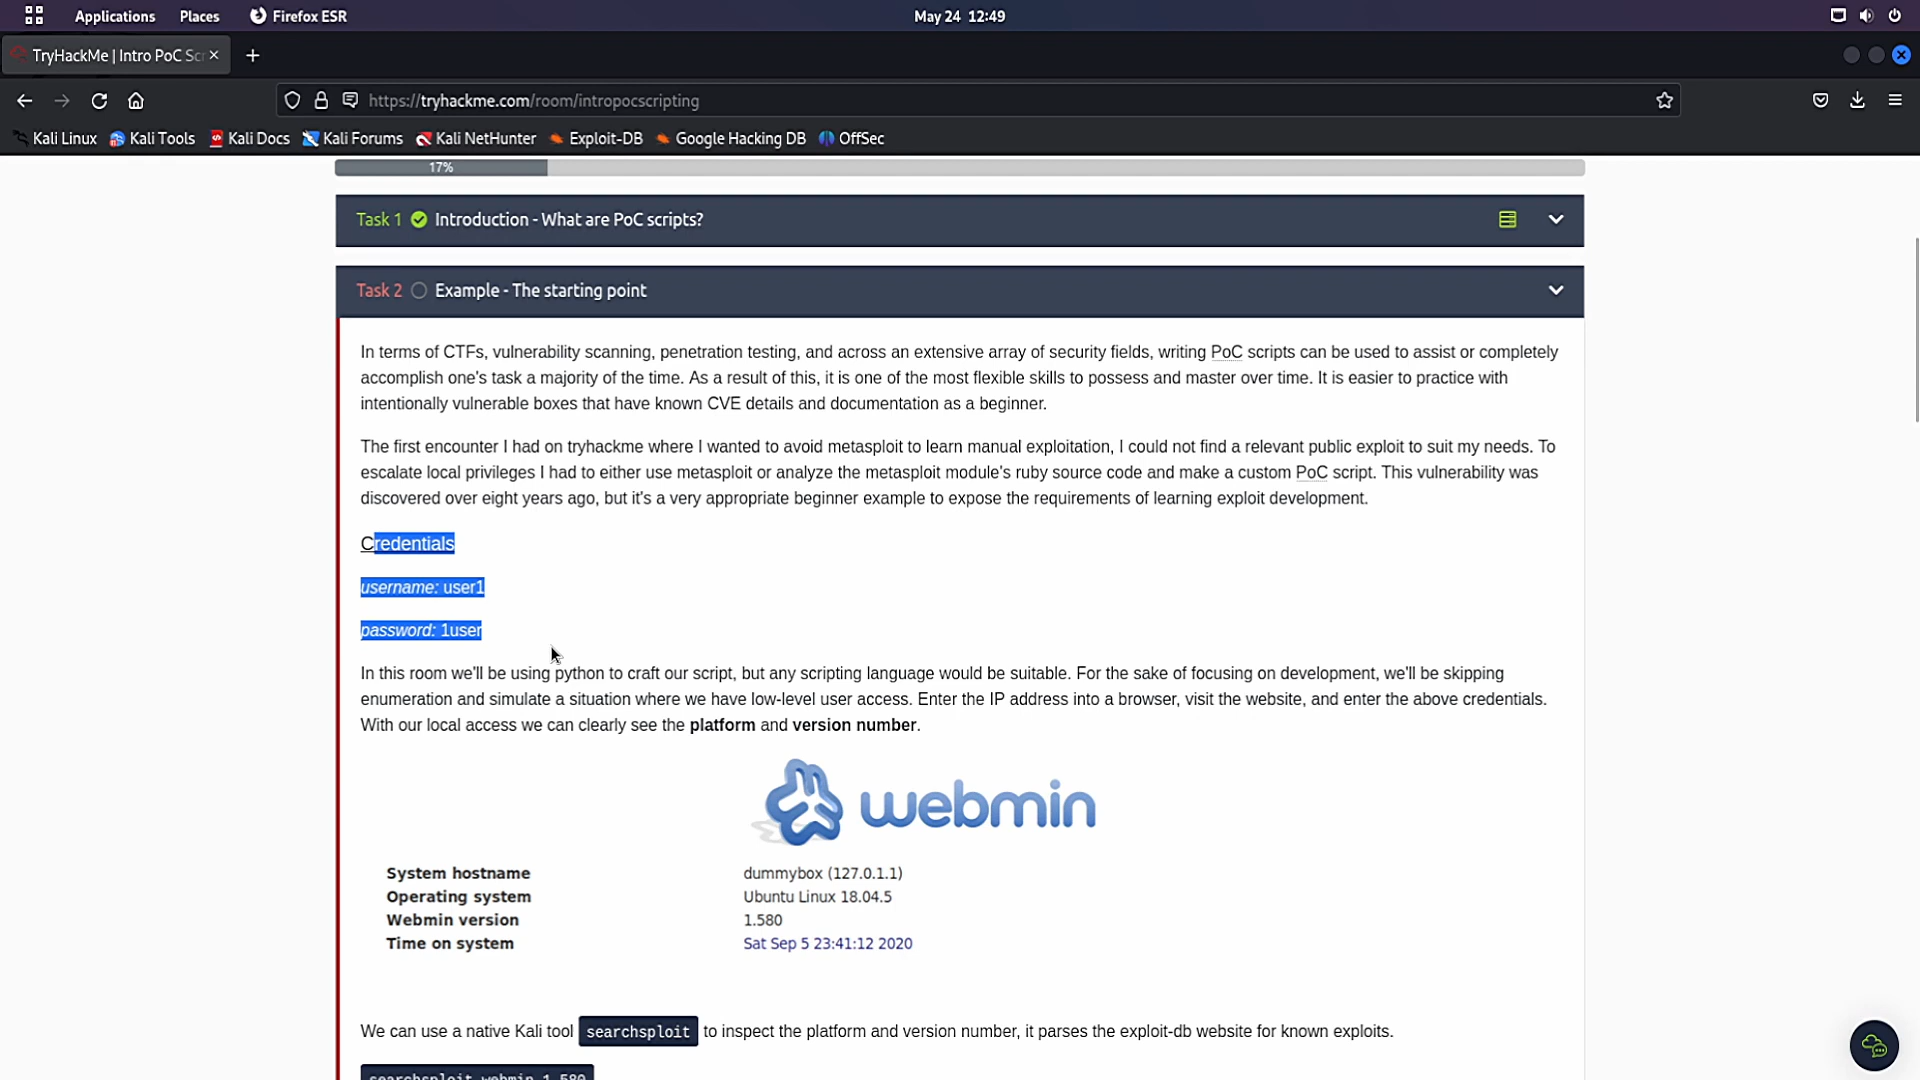 Applications Places Firefox ESR May 24 12:49
TryHackMe | Intro PoC Scr
https://tryhackme.com/room/intropocscripting
Kali Linux Kali Tools Kali Docs Kali Forums Kali NetHunter Exploit-DB Google Hacking DB OffSec
17%
Task 1 Introduction - What are PoC scripts?
Task 2 Example - The starting point
In terms of CTFs, vulnerability scanning, penetration testing, and across an extensive array of security fields, writing PoC scripts can be used to assist or completely
accomplish one's task a majority of the time. As a result of this, it is one of the most flexible skills to possess and master over time. It is easier to practice with
intentionally vulnerable boxes that have known CVE details and documentation as a beginner.
The first encounter I had on tryhackme where I wanted to avoid metasploit to learn manual exploitation, I could not find a relevant public exploit to suit my needs. To
escalate local privileges I had to either use metasploit or analyze the metasploit module's ruby source code and make a custom PoC script. This vulnerability was
discovered over eight years ago, but it's a very appropriate beginner example to expose the requirements of learning exploit development.
Credentials
username: user1
password: 1user
In this room we'll be using python to craft our script, but any scripting language would be suitable. For the sake of focusing on development, we'll be skipping
enumeration and simulate a situation where we have low-level user access. Enter the IP address into a browser, visit the website, and enter the above credentials.
With our local access we can clearly see the platform and version number.
webmin
System hostname dummybox (127.0.1.1)
Operating system Ubuntu Linux 18.04.5
Webmin version 1.580
Time on system Sat Sep 5 23:41:12 2020
We can use a native Kali tool searchsploit to inspect the platform and version number, it parses the exploit-db website for known exploits.
searchsploit webmin 1.580